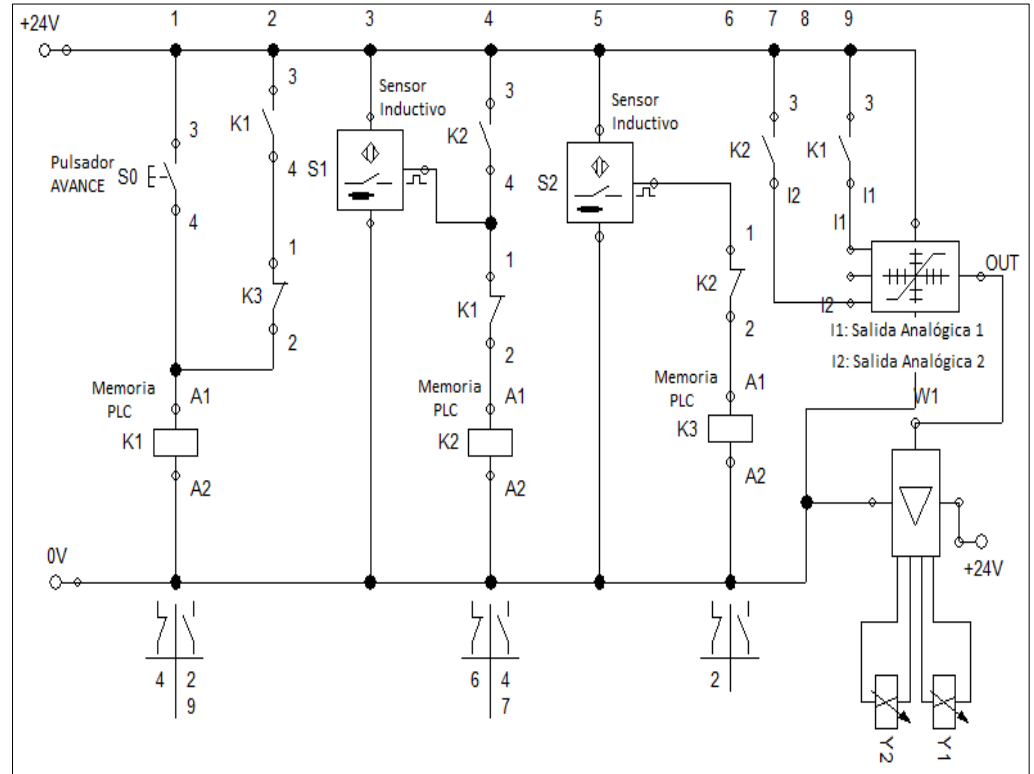 +24V
1 2 3 4 5 6 7 8 9
3
Sensor
Inductivo
3
Sensor
Inductivo
3 3
3
K1
K2
K2 K1
Pulsador
AVANCE
S0
4
S1
4
S2
I2
I1
4
1
1
1
I1
OUT
K3
K1
K2
I2
2
2
2
I1: Salida Analógica 1
I2: Salida Analógica 2
Memoria
PLC
A1
Memoria
PLC
A1
Memoria
PLC
A1
W1
K1
K2
K3
A2
A2
A2
0V
+24V
4 2
9
6 4
7
2
Y2 Y1